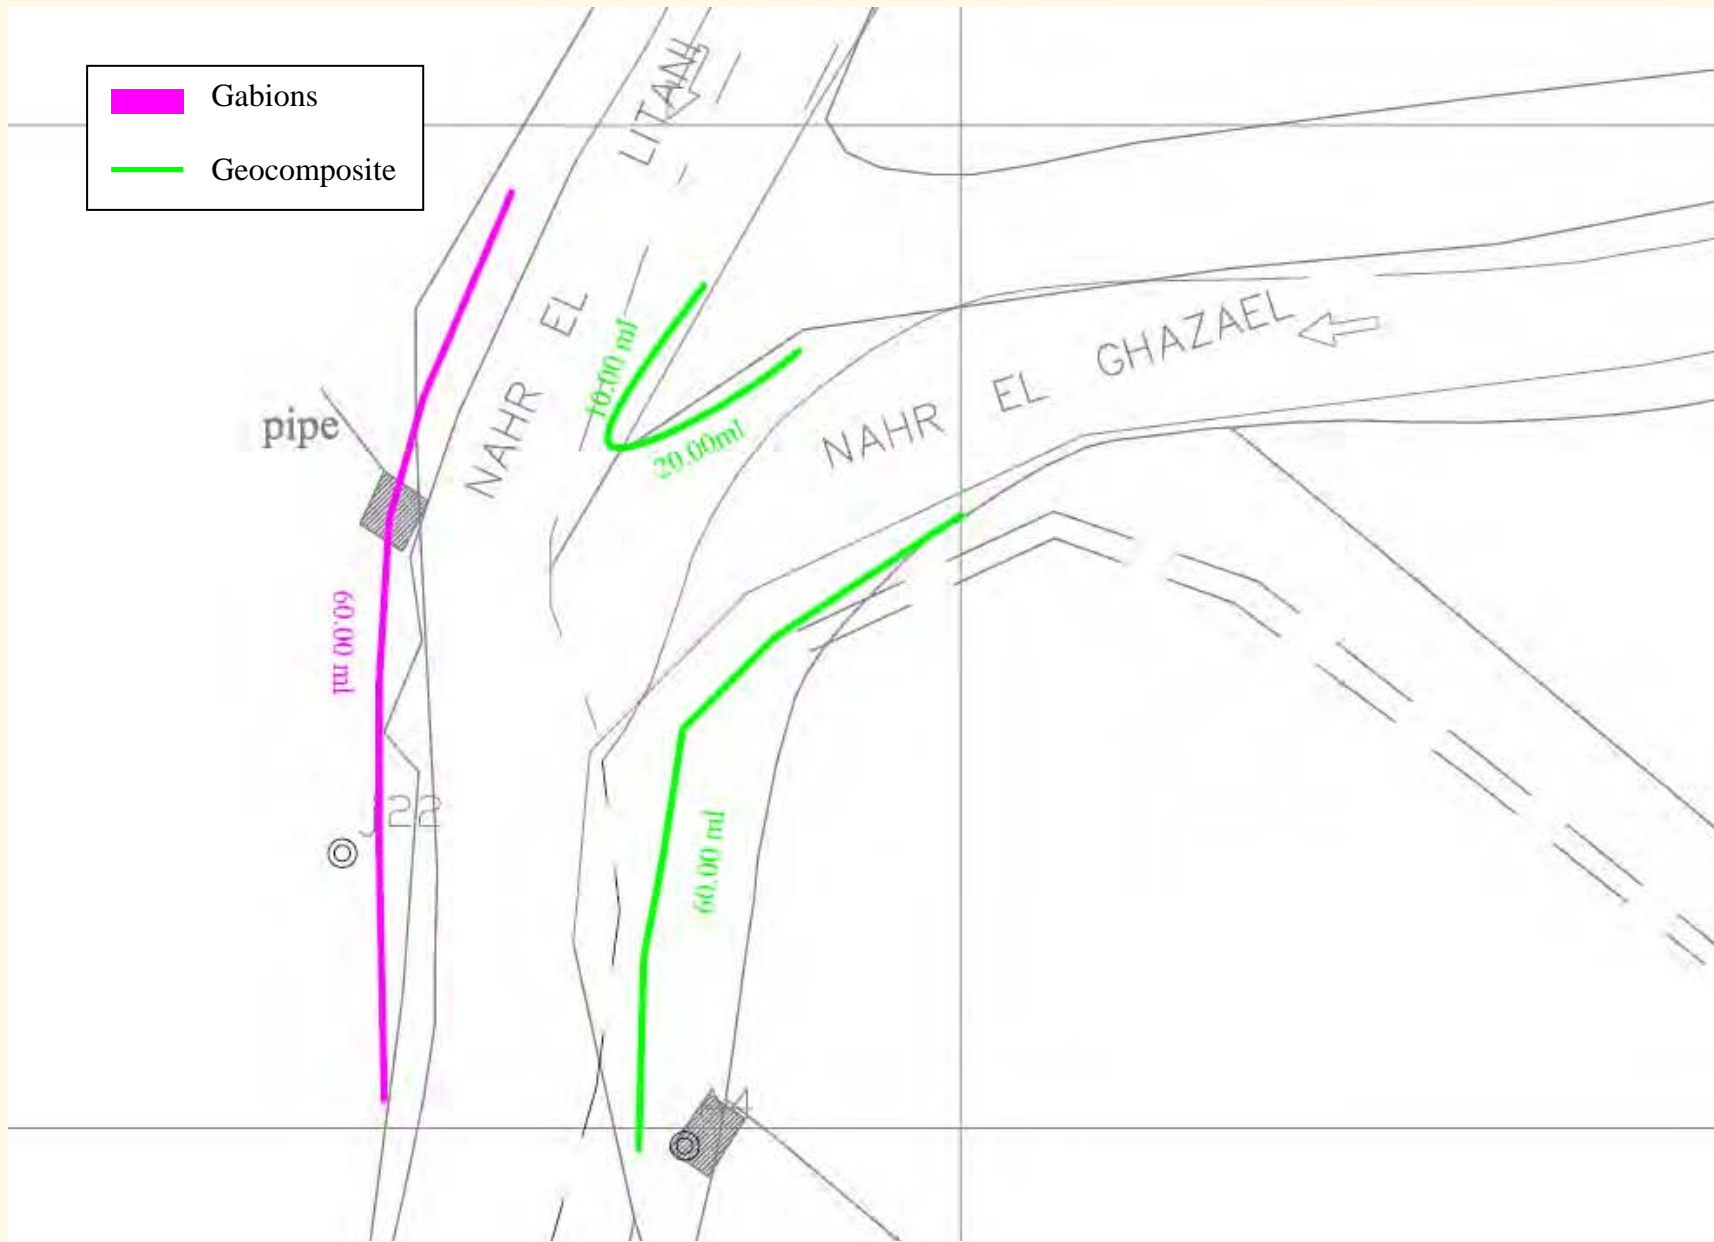 Gabions
Geocomposite
NAHR EL LITANI
NAHR EL GHAZAEL
10.00 ml
20.00ml
pipe
60.00 ml
60.00 ml